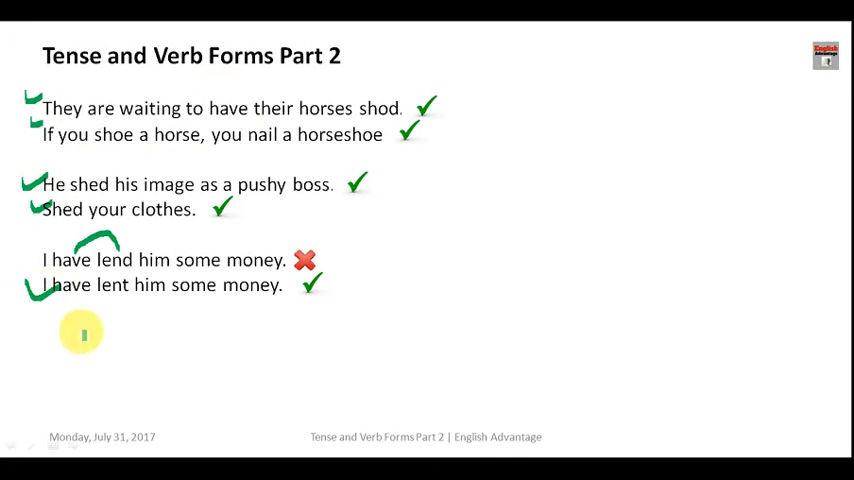 Tense and Verb Forms Part 2
English
Advantage
They are waiting to have their horses shod.
If you shoe a horse, you nail a horseshoe
He shed his image as a pushy boss.
Shed your clothes.
I have lend him some money.
I have lent him some money.
Monday, July 31, 2017
Tense and Verb Forms Part 2 | English Advantage